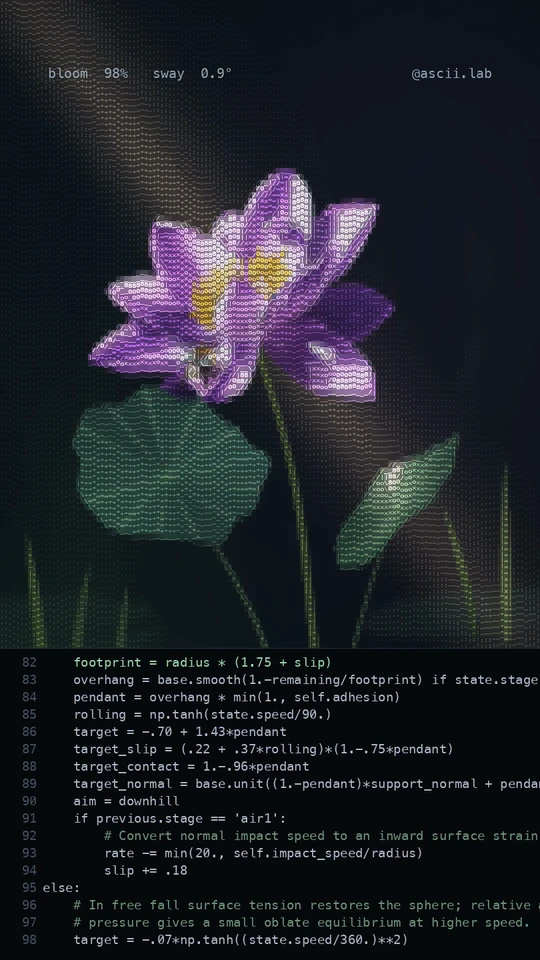 bloom 98% sway 0.9° @ascii.lab
82 footprint = radius * (1.75 + slip)
83 overhang = base.smooth(1.-remaining/footprint) if state.stage
84 pendant = overhang * min(1., self.adhesion)
85 rolling = np.tanh(state.speed/90.)
86 target = -.70 + 1.43*pendant
87 target_slip = (.22 + .37*rolling)*(1.-.75*pendant)
88 target_contact = 1.-.96*pendant
89 target_normal = base.unit((1.-pendant)*support_normal + penda
90 aim = downhill
91 if previous.stage == 'air1':
92 # Convert normal impact speed to an inward surface strain
93 rate -= min(20., self.impact_speed/radius)
94 slip += .18
95 else:
96 # In free fall surface tension restores the sphere; relative
97 # pressure gives a small oblate equilibrium at higher speed.
98 target = -.07*np.tanh((state.speed/360.)**2)